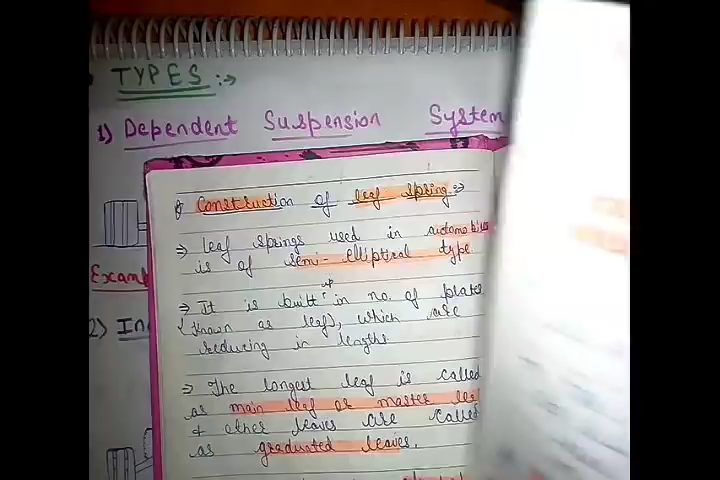 TYPES :→
1) Dependent Suspension System
* Construction of leaf spring :→
⇒ leaf springs used in automobiles
is of semi-elliptical type
⇒ It is built up in no. of plates
(known as leaf), which are
reducing in lengths
⇒ The longest leaf is called
as main leaf or master leaf
& other leaves are called
as graduated leaves.
Examp
2) In